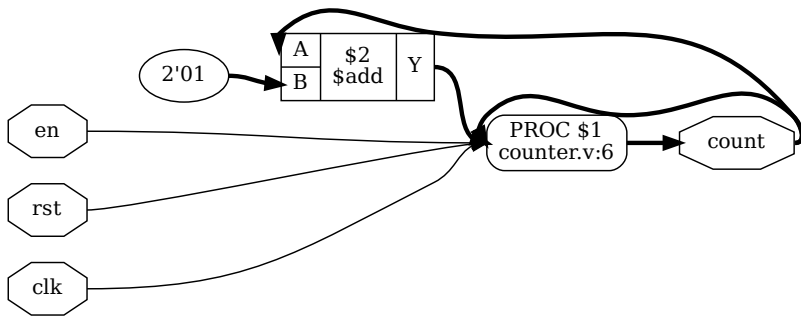 A
$2
$add
Y
B
2'01
en
PROC $1
counter.v:6
count
rst
clk